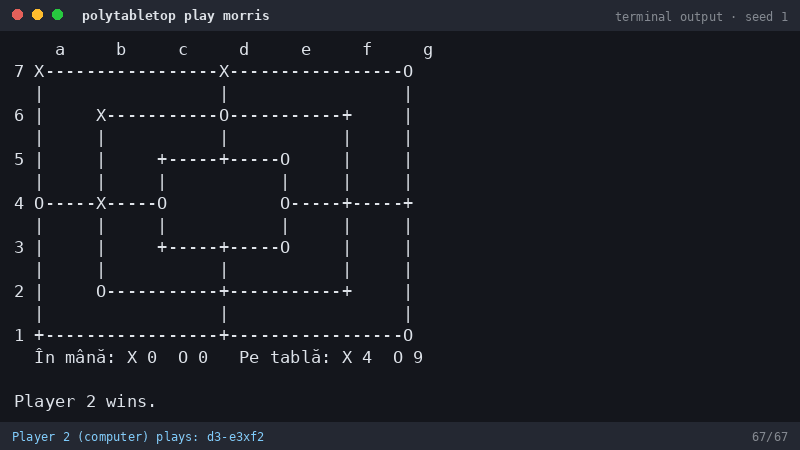 polytabletop play morris
terminal output · seed 1
    a     b     c     d     e     f     g
7 X-----------------X-----------------O
  |                 |                 |
6 |     X-----------O-----------+     |
  |     |           |           |     |
5 |     |     +-----+-----O     |     |
  |     |     |           |     |     |
4 O-----X-----O           O-----+-----+
  |     |     |           |     |     |
3 |     |     +-----+-----O     |     |
  |     |           |           |     |
2 |     O-----------+-----------+     |
  |                 |                 |
1 +-----------------+-----------------O
  În mână: X 0  O 0   Pe tablă: X 4  O 9
Player 2 wins.
Player 2 (computer) plays: d3-e3xf2
67/67